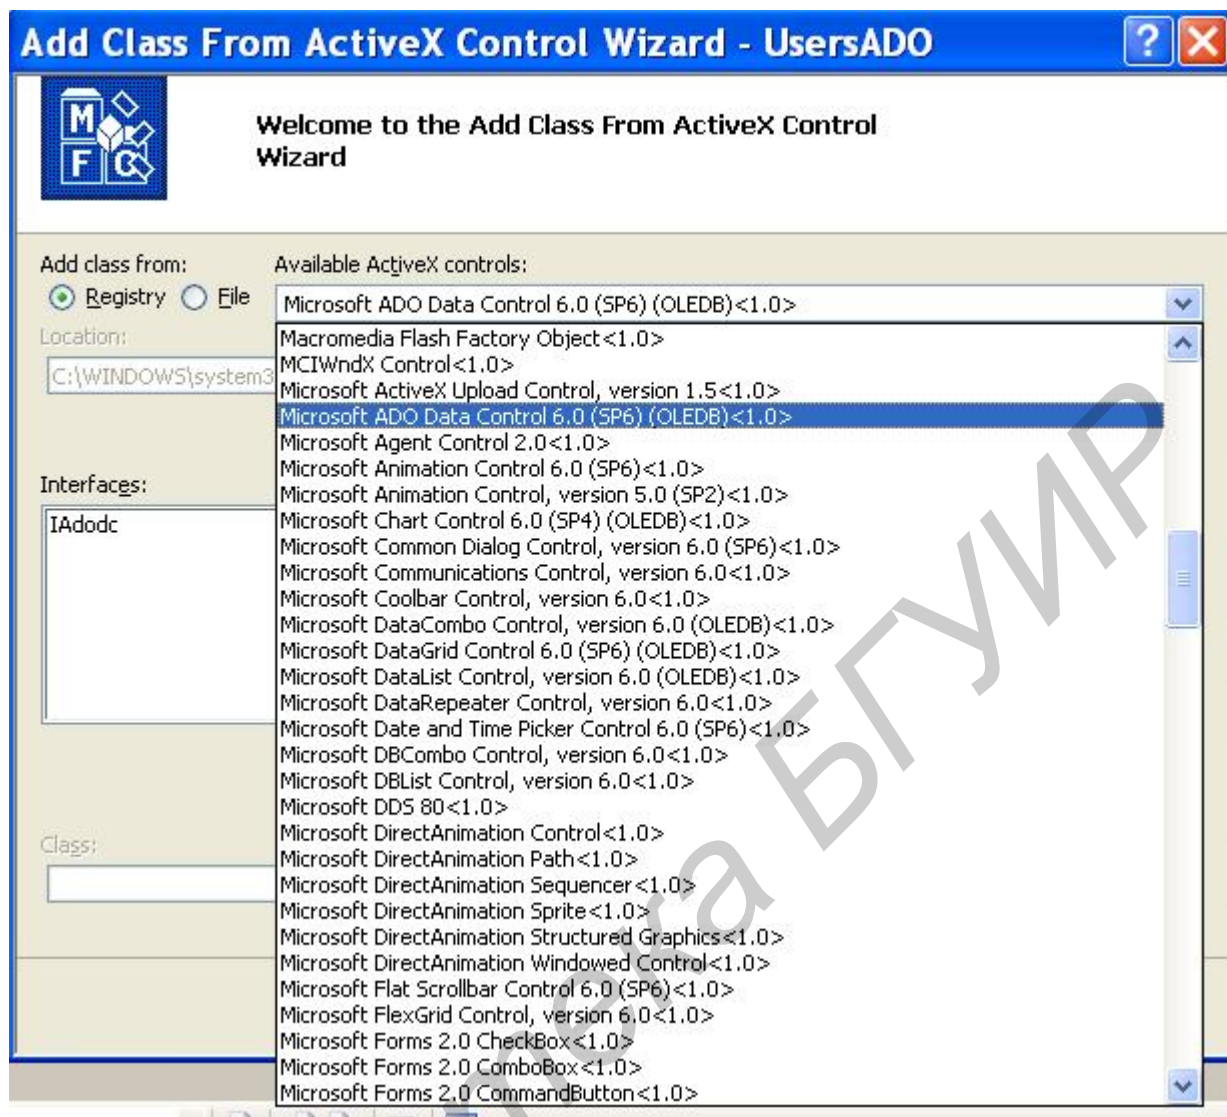 Add Class From ActiveX Control Wizard - UsersADO
M
F C
Welcome to the Add Class From ActiveX Control
Wizard
Add class from:
Registry File
Available ActiveX controls:
Microsoft ADO Data Control 6.0 (SP6) (OLEDB)<1.0>
Location:
C:\WINDOWS\system3
Interfaces:
IAdodc
Class:
Macromedia Flash Factory Object<1.0>
MCIWndX Control<1.0>
Microsoft ActiveX Upload Control, version 1.5<1.0>
Microsoft ADO Data Control 6.0 (SP6) (OLEDB)<1.0>
Microsoft Agent Control 2.0<1.0>
Microsoft Animation Control 6.0 (SP6)<1.0>
Microsoft Animation Control, version 5.0 (SP2)<1.0>
Microsoft Chart Control 6.0 (SP4) (OLEDB)<1.0>
Microsoft Common Dialog Control, version 6.0 (SP6)<1.0>
Microsoft Communications Control, version 6.0<1.0>
Microsoft Coolbar Control, version 6.0<1.0>
Microsoft DataCombo Control, version 6.0 (OLEDB)<1.0>
Microsoft DataGrid Control 6.0 (SP6) (OLEDB)<1.0>
Microsoft DataList Control, version 6.0 (OLEDB)<1.0>
Microsoft DataRepeater Control, version 6.0<1.0>
Microsoft Date and Time Picker Control 6.0 (SP6)<1.0>
Microsoft DBCombo Control, version 6.0<1.0>
Microsoft DBList Control, version 6.0<1.0>
Microsoft DDS 80<1.0>
Microsoft DirectAnimation Control<1.0>
Microsoft DirectAnimation Path<1.0>
Microsoft DirectAnimation Sequencer<1.0>
Microsoft DirectAnimation Sprite<1.0>
Microsoft DirectAnimation Structured Graphics<1.0>
Microsoft DirectAnimation Windowed Control<1.0>
Microsoft Flat Scrollbar Control 6.0 (SP6)<1.0>
Microsoft FlexGrid Control, version 6.0<1.0>
Microsoft Forms 2.0 CheckBox<1.0>
Microsoft Forms 2.0 ComboBox<1.0>
Microsoft Forms 2.0 CommandButton<1.0>
тека БГУИР